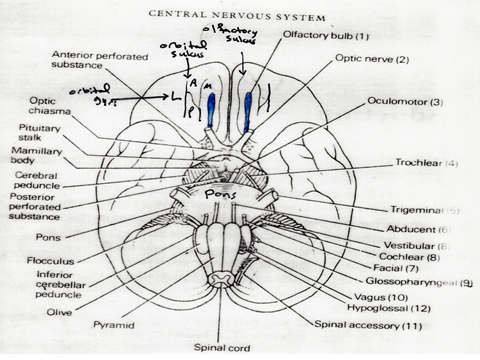 CENTRAL NERVOUS SYSTEM
olfactory
sulcus
Olfactory bulb (1)
orbital
sulcus
Anterior perforated
substance
Optic nerve (2)
orbital
gyri
L
A
M
P
Oculomotor (3)
Optic
chiasma
Pituitary
stalk
Mamillary
body
Trochlear (4)
Cerebral
peduncle
Posterior
perforated
substance
Pons
Trigeminal (5)
Pons
Abducent (6)
Vestibular (8)
Cochlear (8)
Flocculus
Facial (7)
Inferior
cerebellar
peduncle
Glossopharyngeal (9)
Vagus (10)
Hypoglossal (12)
Olive
Pyramid
Spinal accessory (11)
Spinal cord